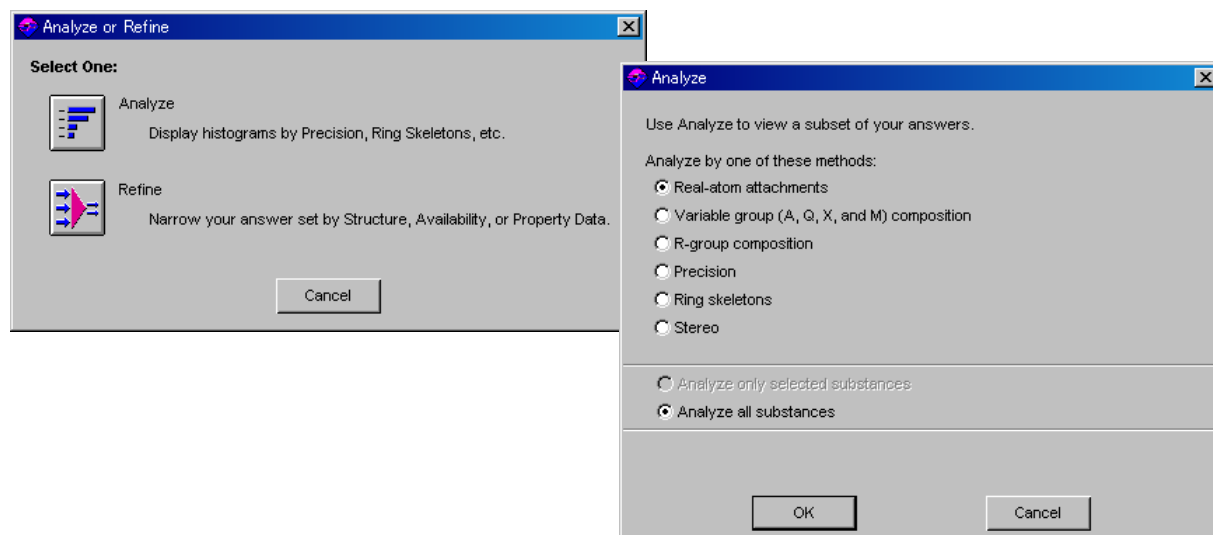 Analyze or Refine
Select One:
Analyze
Display histograms by Precision, Ring Skeletons, etc.
Refine
Narrow your answer set by Structure, Availability, or Property Data.
Cancel
Analyze
Use Analyze to view a subset of your answers.
Analyze by one of these methods:
Real-atom attachments
Variable group (A, Q, X, and M) composition
R-group composition
Precision
Ring skeletons
Stereo
Analyze only selected substances
Analyze all substances
OK
Cancel